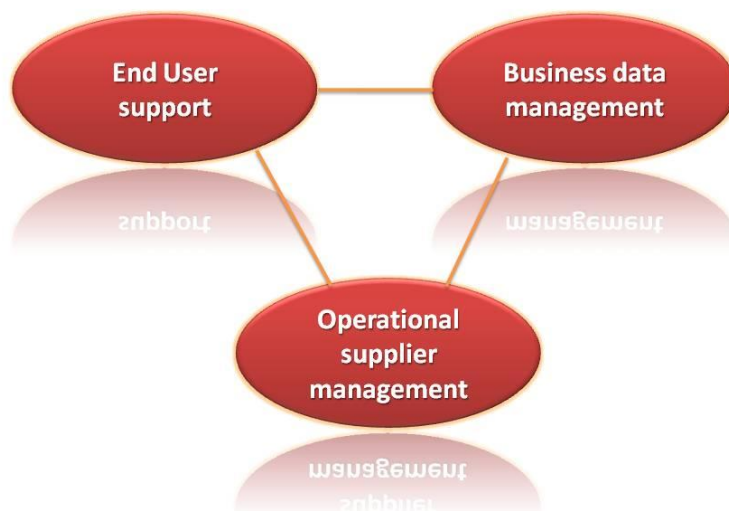 End User
support
Business data
management
Operational
supplier
management